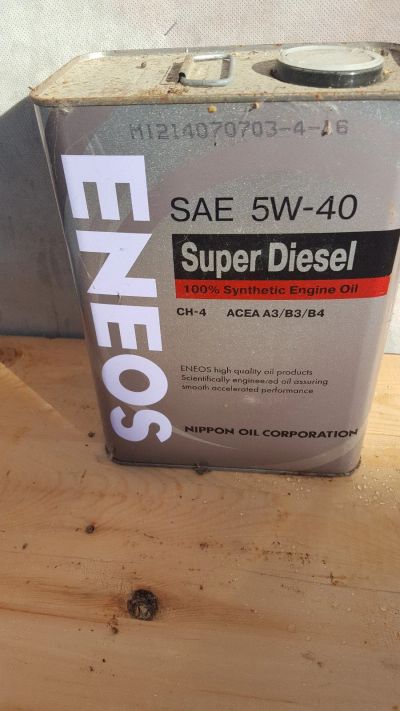 M1214070703-4-16
ENEOS
SAE 5W-40
Super Diesel
100% Synthetic Engine Oil
CH-4 ACEA A3/B3/B4
ENEOS high quality oil products
Scientifically engineered oil assuring
smooth accelerated performance
NIPPON OIL CORPORATION